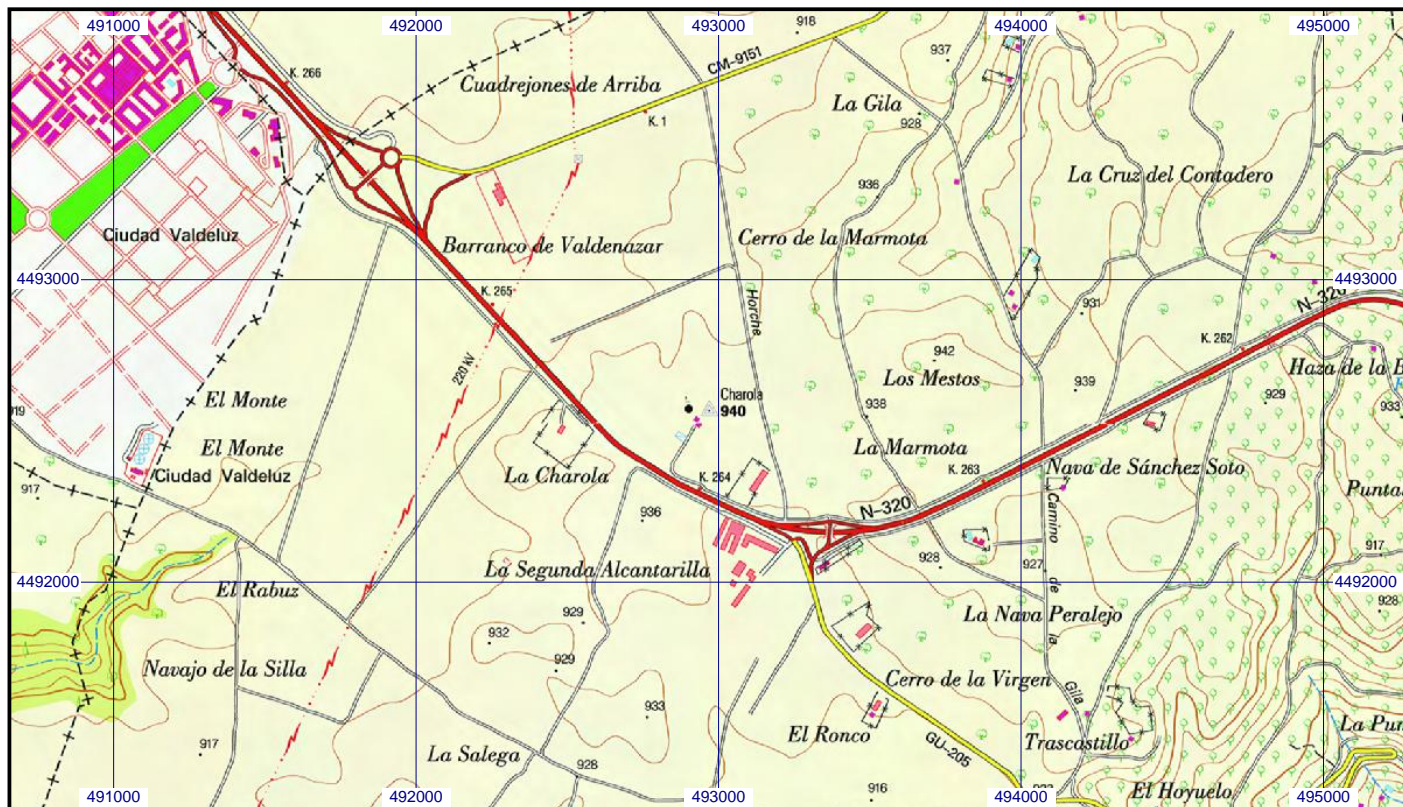 491000
492000
493000
494000
495000
918
937
K. 266
Cuadrejones de Arriba
CM-9151
La Gila
928
K. 1
La Cruz del Contadero
936
Ciudad Valdeluz
Barranco de Valdenazar
Cerro de la Marmota
4493000
4493000
K. 265
Horche
931
N-320
K. 262
942
220 KV
Los Mestos
Haza de la B
El Monte
Charola
940
939
929
919
938
933
El Monte
La Marmota
Ciudad Valdeluz
La Charola
K. 264
K. 263
Nava de Sánchez Soto
917
936
N-320
Puntal
Camino de la Gila
928
927
917
4492000
4492000
La Segunda Alcantarilla
El Rabuz
929
La Nava Peralejo
928
932
929
Navajo de la Silla
Cerro de la Virgen
933
El Ronco
Trascastillo
La Pun
917
La Salega
928
GU-205
916
El Hoyuelo
491000
492000
493000
494000
495000